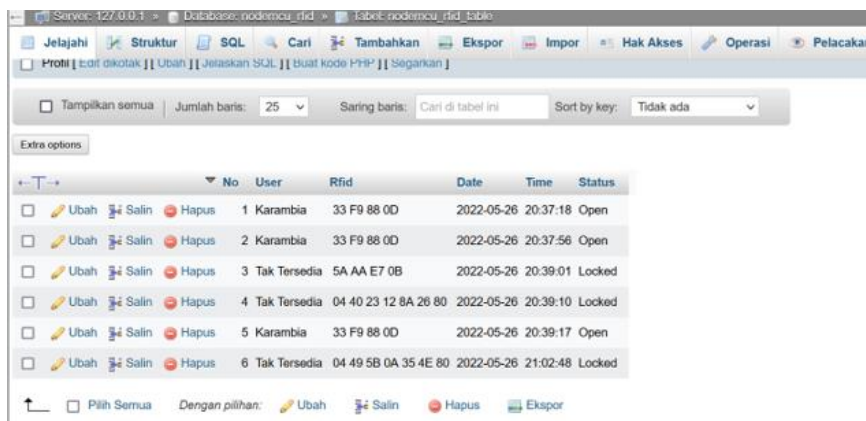 Server: 127.0.0.1 » Database: nodemcu_rfid » Tabel: nodemcu_rfid_table
Jelajahi Struktur SQL Cari Tambahkan Ekspor Impor Hak Akses Operasi Pelacakan
Profil [ Edit dikotak ] [ Ubah ] [ Jelaskan SQL ] [ Buat kode PHP ] [ Segarkan ]
Tampilkan semua Jumlah baris: 25 Saring baris: Cari di tabel ini Sort by key: Tidak ada
Extra options
←T→ No User Rfid Date Time Status
Ubah Salin Hapus 1 Karambia 33 F9 88 0D 2022-05-26 20:37:18 Open
Ubah Salin Hapus 2 Karambia 33 F9 88 0D 2022-05-26 20:37:56 Open
Ubah Salin Hapus 3 Tak Tersedia 5A AA E7 0B 2022-05-26 20:39:01 Locked
Ubah Salin Hapus 4 Tak Tersedia 04 40 23 12 8A 26 80 2022-05-26 20:39:10 Locked
Ubah Salin Hapus 5 Karambia 33 F9 88 0D 2022-05-26 20:39:17 Open
Ubah Salin Hapus 6 Tak Tersedia 04 49 5B 0A 35 4E 80 2022-05-26 21:02:48 Locked
Pilih Semua Dengan pilihan: Ubah Salin Hapus Ekspor